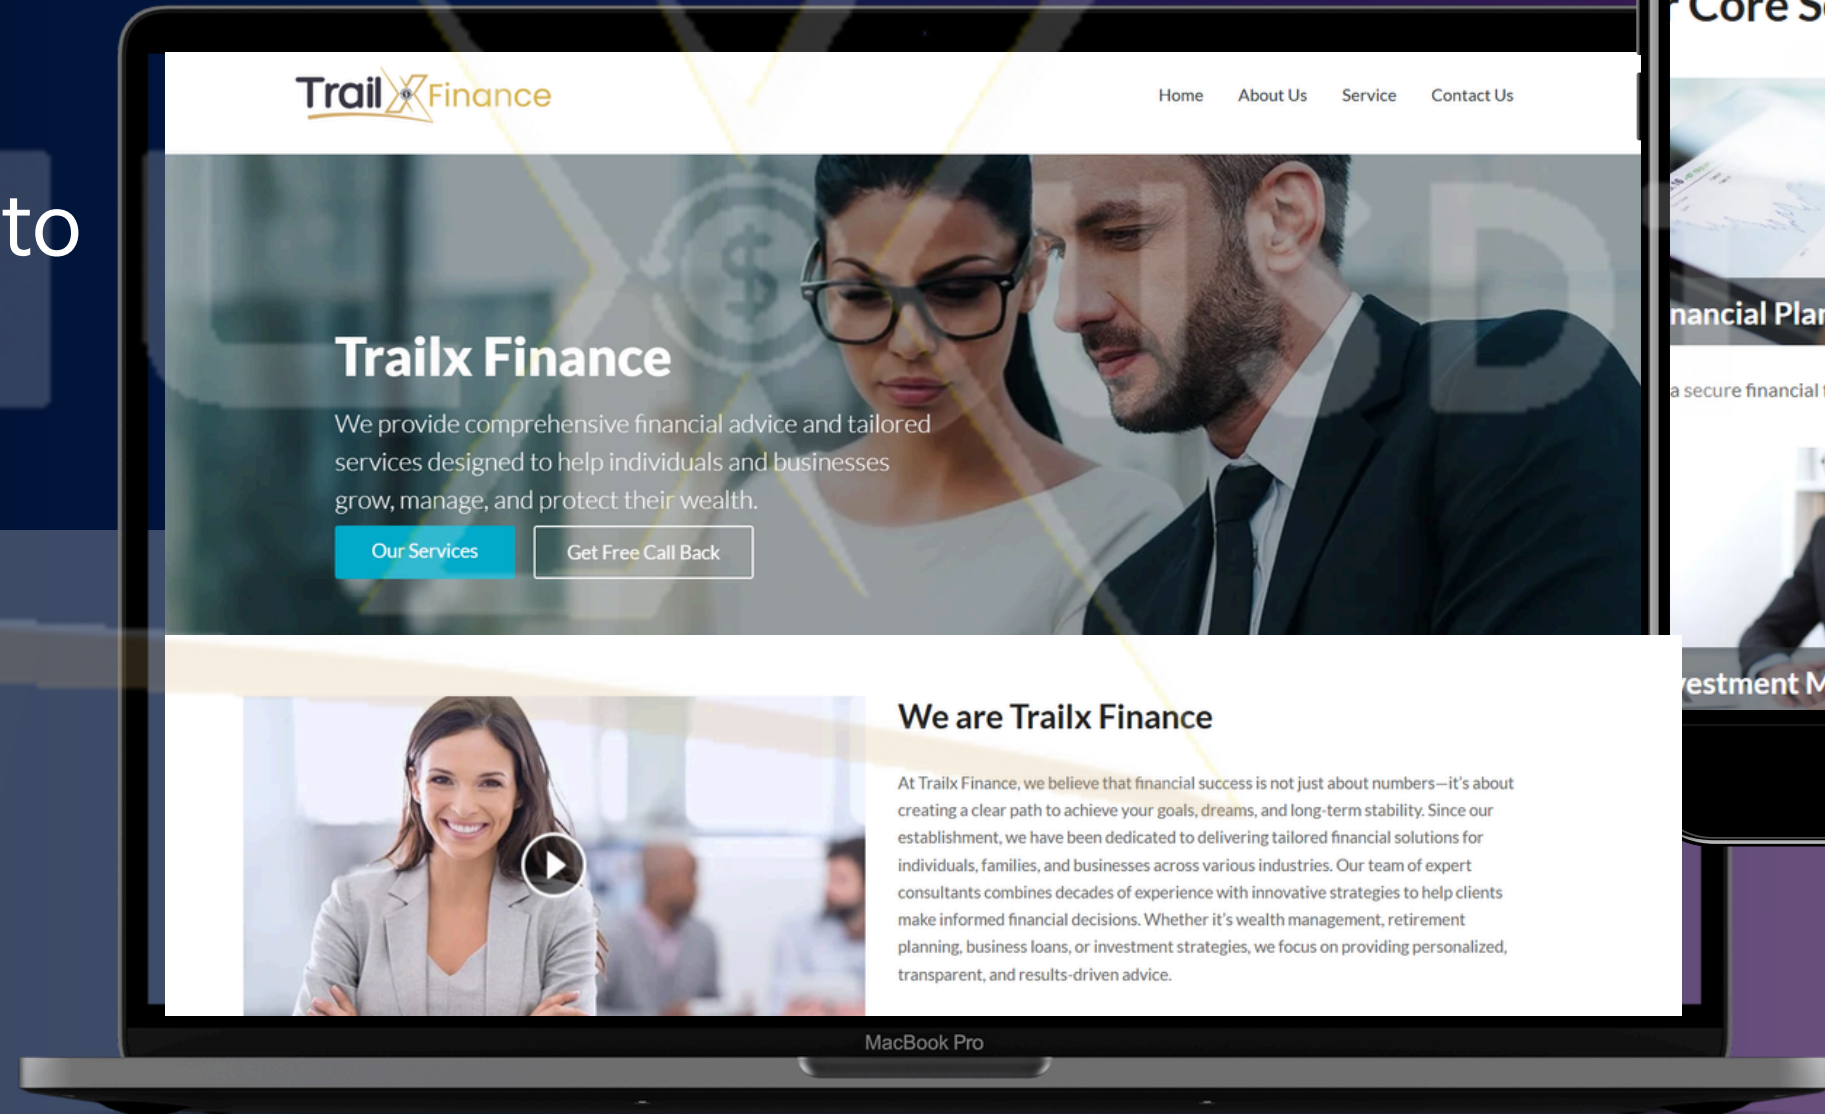 to
Trail X Finance
Home About Us Service Contact Us
Trailx Finance
We provide comprehensive financial advice and tailored
services designed to help individuals and businesses
grow, manage, and protect their wealth.
Our Services Get Free Call Back
We are Trailx Finance
At Trailx Finance, we believe that financial success is not just about numbers—it's about
creating a clear path to achieve your goals, dreams, and long-term stability. Since our
establishment, we have been dedicated to delivering tailored financial solutions for
individuals, families, and businesses across various industries. Our team of expert
consultants combines decades of experience with innovative strategies to help clients
make informed financial decisions. Whether it's wealth management, retirement
planning, business loans, or investment strategies, we focus on providing personalized,
transparent, and results-driven advice.
MacBook Pro
Core
a secure financial